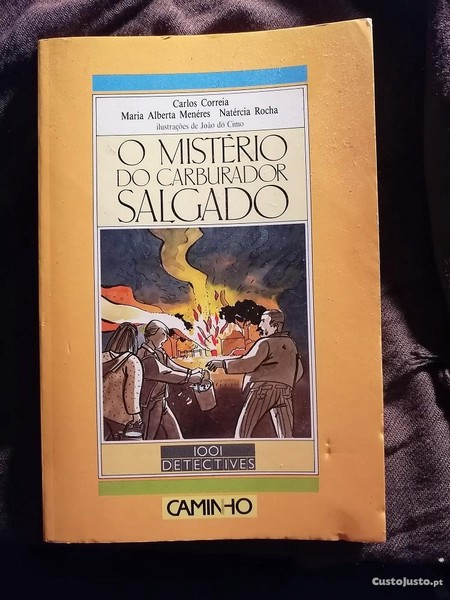 Carlos Correia
Maria Alberta Menéres Natércia Rocha
ilustrações de João do Cimo
O MISTÉRIO
DO CARBURADOR
SALGADO
1001
DETECTIVES
CAMINHO
CustoJusto.pt